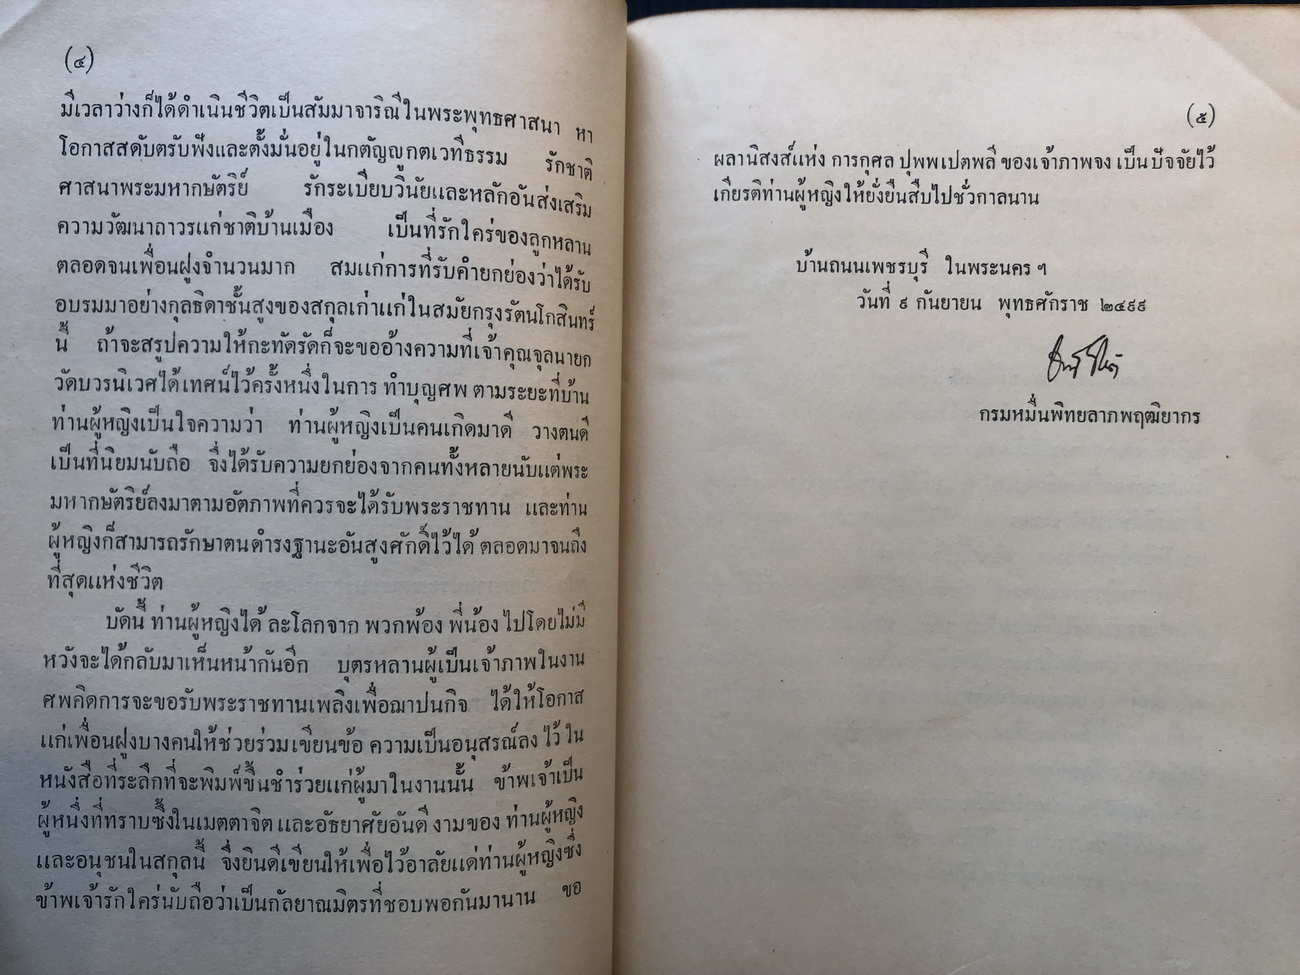 (๔)
มีเวลาว่างก็ได้ดำเนินชีวิตเป็นสัมมาจาริณีในพระพุทธศาสนา หา
โอกาสสดับตรับฟังและตั้งมั่นอยู่ในกตัญญูกตเวทีธรรม รักชาติ
ศาสนาพระมหากษัตริย์ รักระเบียบวินัยและหลักอันส่งเสริม
ความวัฒนาถาวรแก่ชาติบ้านเมือง เป็นที่รักใคร่ของลูกหลาน
ตลอดจนเพื่อนฝูงจำนวนมาก สมแก่การที่รับคำยกย่องว่าได้รับ
อบรมมาอย่างกุลธิดาชั้นสูงของสกุลเก่าแก่ในสมัยกรุงรัตนโกสินทร์
นี้ ถ้าจะสรุปความให้กะทัดรัดก็จะขออ้างความที่เจ้าคุณจุลนายก
วัดบวรนิเวศได้เทศน์ไว้ครั้งหนึ่งในการ ทำบุญศพ ตามระยะที่บ้าน
ท่านผู้หญิงเป็นใจความว่า ท่านผู้หญิงเป็นคนเกิดมาดี วางตนดี
เป็นที่นิยมนับถือ จึ่งได้รับความยกย่องจากคนทั้งหลายนับแต่พระ
มหากษัตริย์ลงมาตามอัตภาพที่ควรจะได้รับพระราชทาน และท่าน
ผู้หญิงก็สามารถรักษาตนดำรงฐานะอันสูงศักดิ์ไว้ได้ ตลอดมาจนถึง
ที่สุดแห่งชีวิต
บัดนี้ ท่านผู้หญิงได้ ละโลกจาก พวกพ้อง พี่น้อง ไปโดยไม่มี
หวังจะได้กลับมาเห็นหน้ากันอีก บุตรหลานผู้เป็นเจ้าภาพในงาน
ศพคิดการจะขอรับพระราชทานเพลิงเพื่อฌาปนกิจ ได้ให้โอกาส
แก่เพื่อนฝูงบางคนให้ช่วยร่วมเขียนข้อ ความเป็นอนุสรณ์ลง ไว้ ใน
หนังสือที่ระลึกที่จะพิมพ์ขึ้นชำร่วยแก่ผู้มาในงานนั้น ข้าพเจ้าเป็น
ผู้หนึ่งที่ทราบซึ้งในเมตตาจิต และอัธยาศัยอันดี งามของ ท่านผู้หญิง
และอนุชนในสกุลนี้ จึ่งยินดีเขียนให้เพื่อไว้อาลัยแด่ท่านผู้หญิงซึ่ง
ข้าพเจ้ารักใคร่นับถือว่าเป็นกัลยาณมิตรที่ชอบพอกันมานาน ขอ
(๕)
ผลานิสงส์แห่ง การกุศล ปุพพเปตพลี ของเจ้าภาพจง เป็น ปัจจัยไว้
เกียรติท่านผู้หญิงให้ยั่งยืนสืบไปชั่วกาลนาน
บ้านถนนเพชรบุรี ในพระนคร ฯ
วันที่ ๙ กันยายน พุทธศักราช ๒๔๙๙
กรมหมื่นพิทยลาภพฤฒิยากร